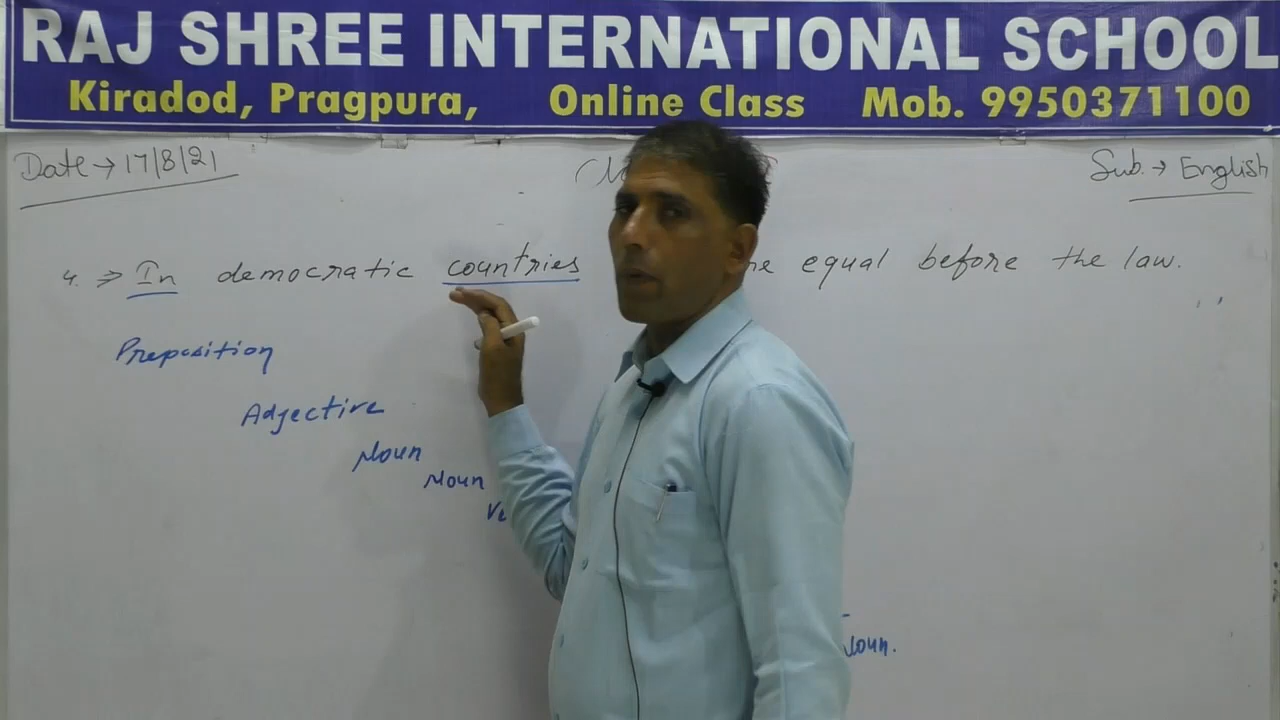 RAJ SHREE INTERNATIONAL SCHOOL
Kiradod, Pragpura, Online Class Mob. 9950371100
Date → 17/8/21 Sub. → English
4. ⇒ In democratic countries equal before the law.
Preposition
Adjective
Noun
Noun
Noun.